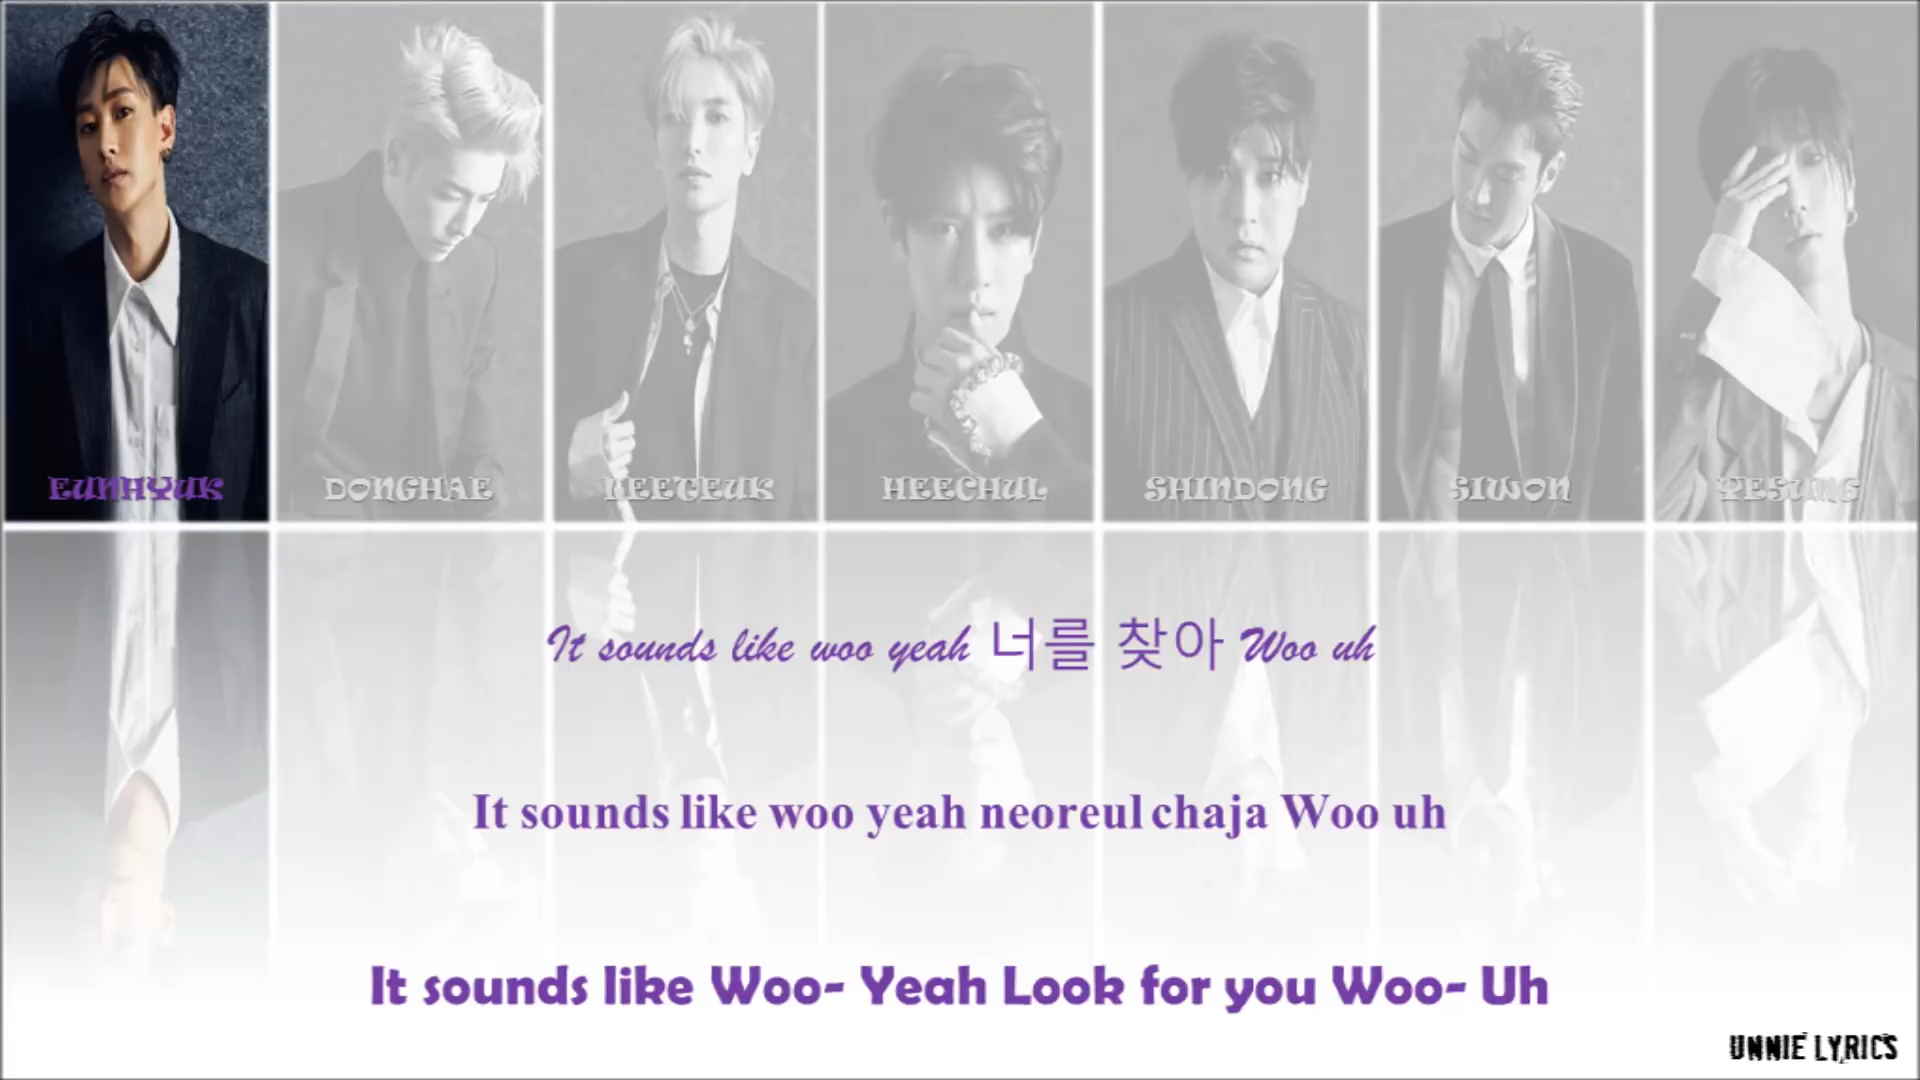 EUNHYUK DONGHAE LEETEUK HEECHUL SHINDONG SIWON YESUNG
It sounds like woo yeah 너를 찾아 Woo uh
It sounds like woo yeah neoreul chaja Woo uh
It sounds like Woo- Yeah Look for you Woo- Uh
UNNIE LYRICS